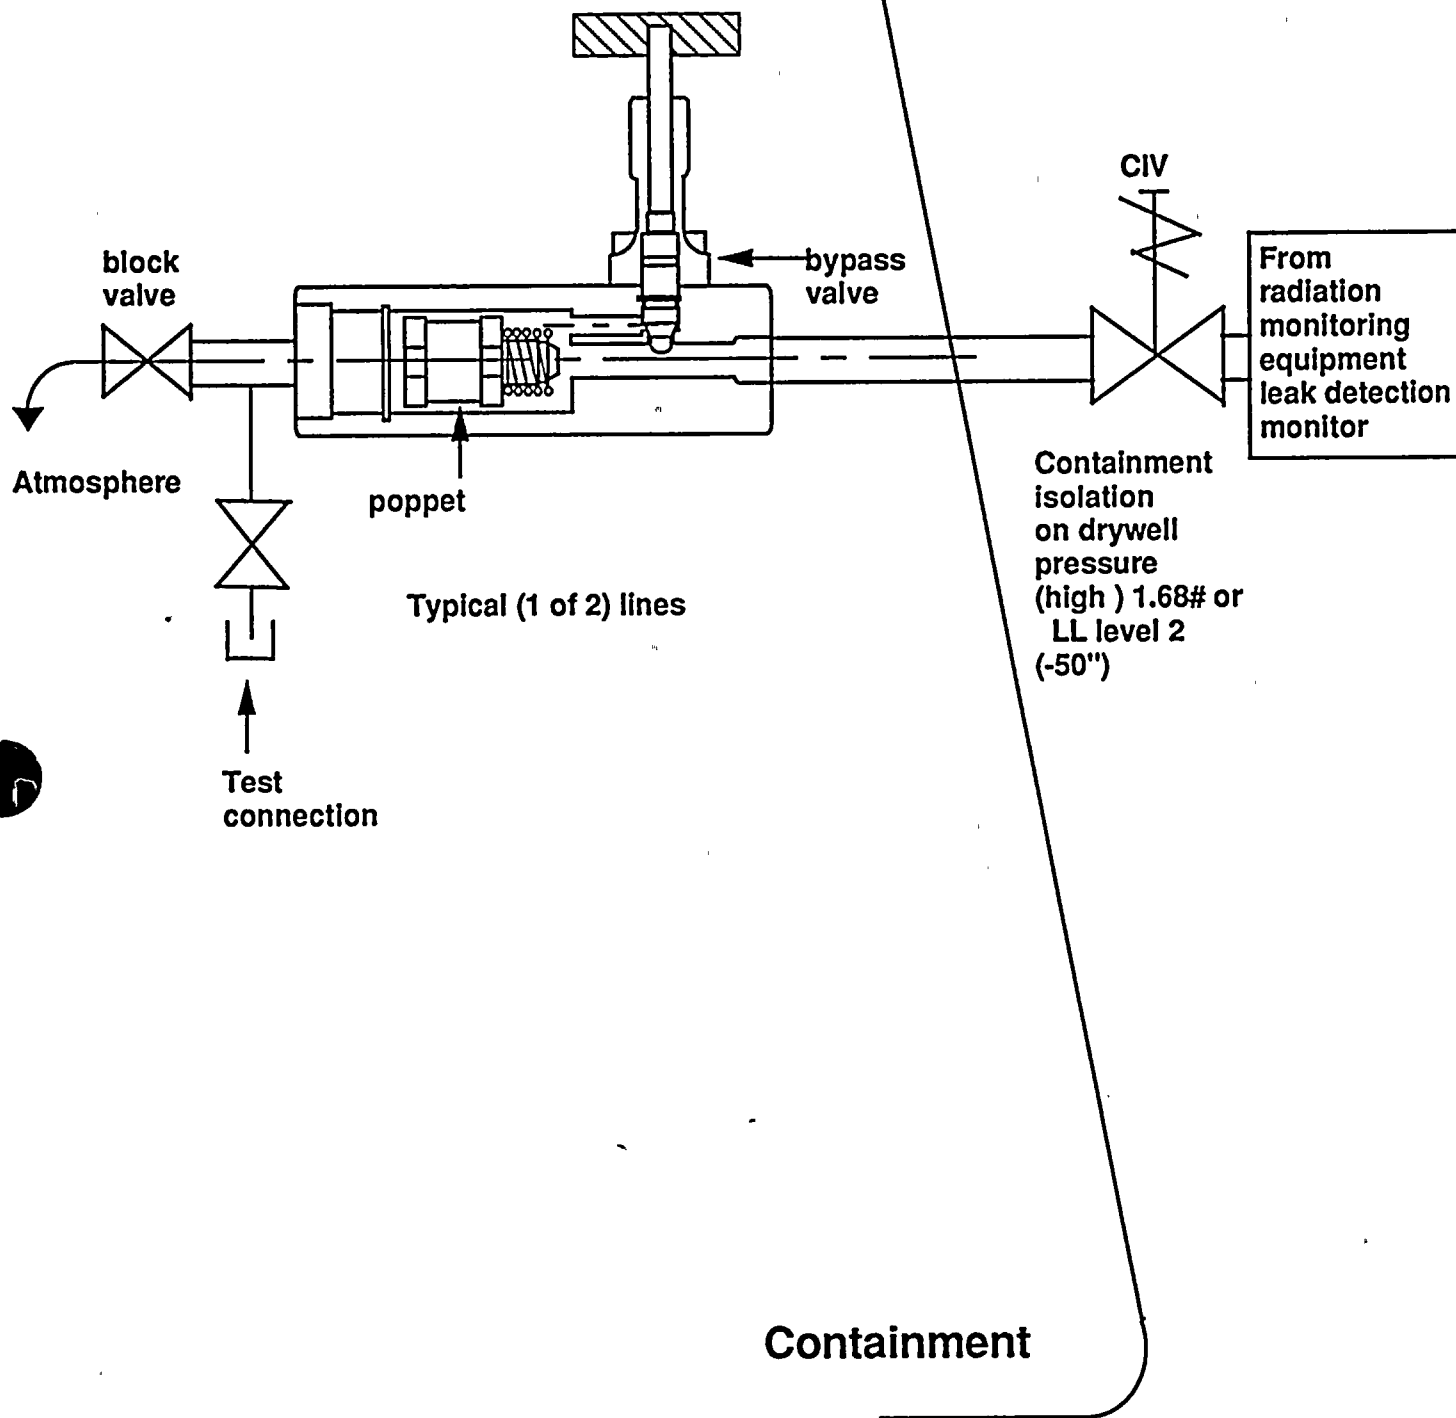 CIV
block
valve
bypass
valve
From
radiation
monitoring
equipment
leak detection
monitor
Atmosphere
poppet
Containment
isolation
on drywell
pressure
(high ) 1.68# or
LL level 2
(-50")
Typical (1 of 2) lines
Test
connection
Containment